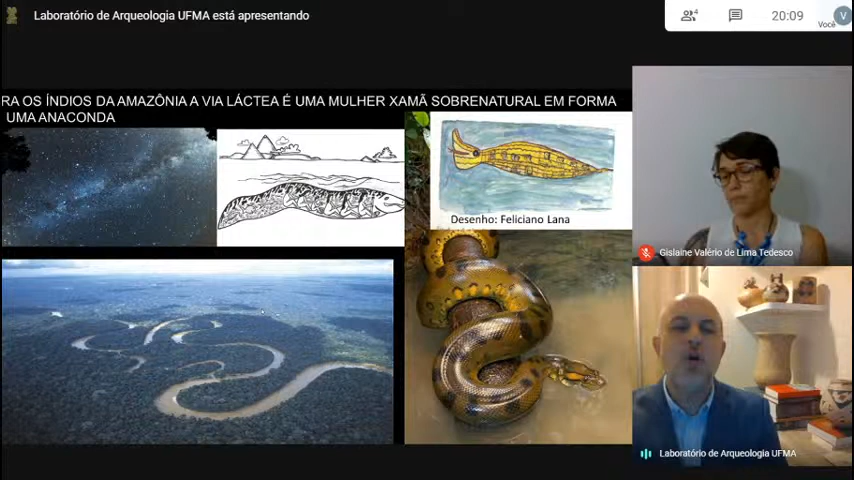 Laboratório de Arqueologia UFMA está apresentando
4
20:09
V
Você
RA OS ÍNDIOS DA AMAZÔNIA A VIA LÁCTEA É UMA MULHER XAMÃ SOBRENATURAL EM FORMA
UMA ANACONDA
Desenho: Feliciano Lana
Gislaine Valério de Lima Tedesco
Laboratório de Arqueologia UFMA